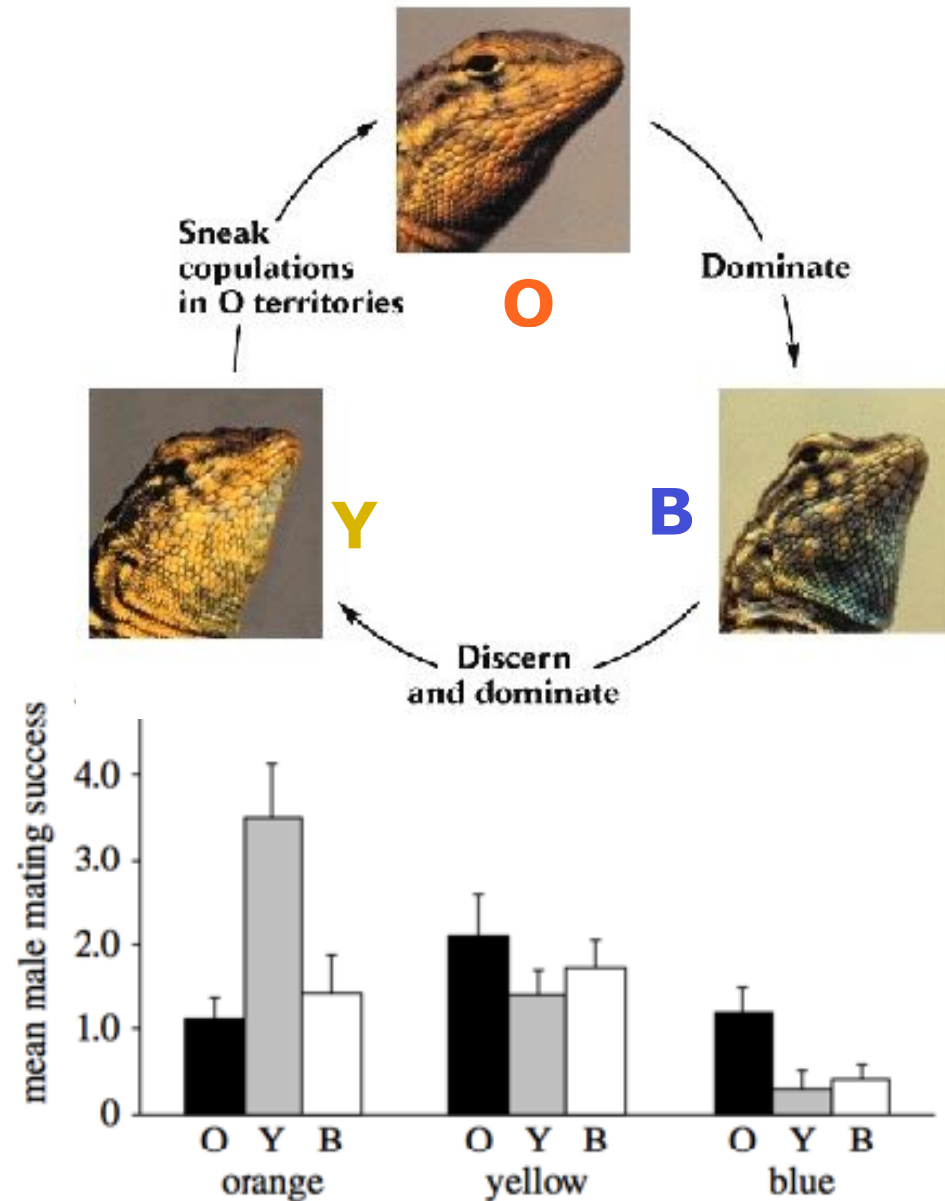 Sneak
copulations
in O territories
O
Dominate
Y
B
Discern
and dominate
mean male mating success
4.0
3.0
2.0
1.0
0
O Y B
O Y B
O Y B
orange
yellow
blue